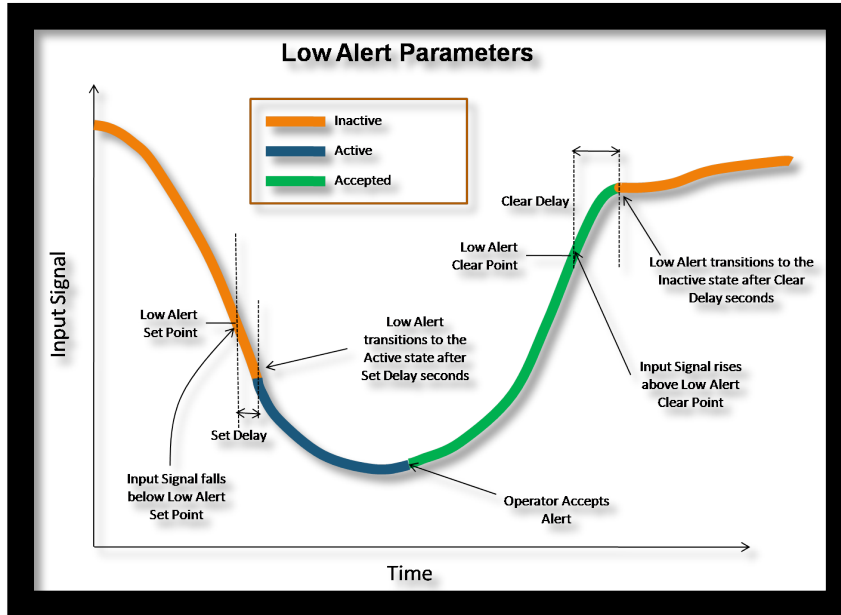 Low Alert Parameters
Inactive
Active
Accepted
Clear Delay
Low Alert
Clear Point
Low Alert transitions to the
Inactive state after Clear
Delay seconds
Input Signal
Low Alert
Set Point
Low Alert
transitions to the
Active state after
Set Delay seconds
Input Signal rises
above Low Alert
Clear Point
Set Delay
Input Signal falls
below Low Alert
Set Point
Operator Accepts
Alert
Time